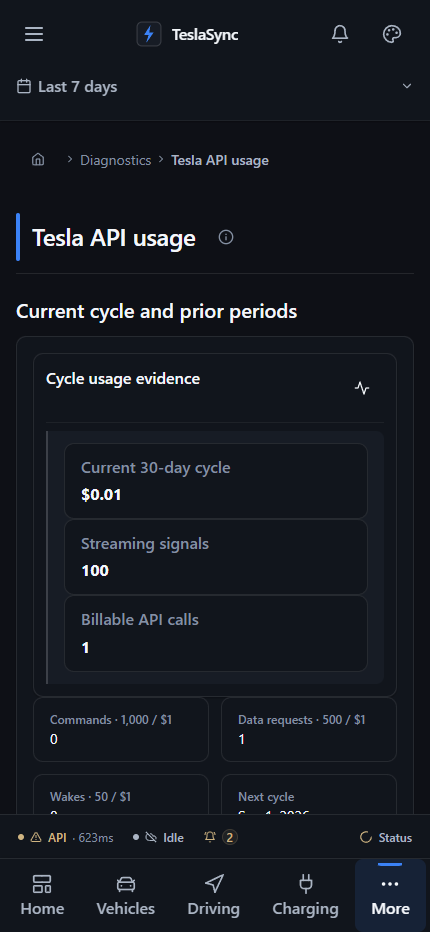 TeslaSync
Last 7 days
Diagnostics
Tesla API usage
Tesla API usage
Current cycle and prior periods
Cycle usage evidence
Current 30-day cycle
$0.01
Streaming signals
100
Billable API calls
1
Commands · 1,000 / $1
0
Data requests · 500 / $1
1
Wakes · 50 / $1
Next cycle
API · 623ms
Idle
2
Status
Home
Vehicles
Driving
Charging
More